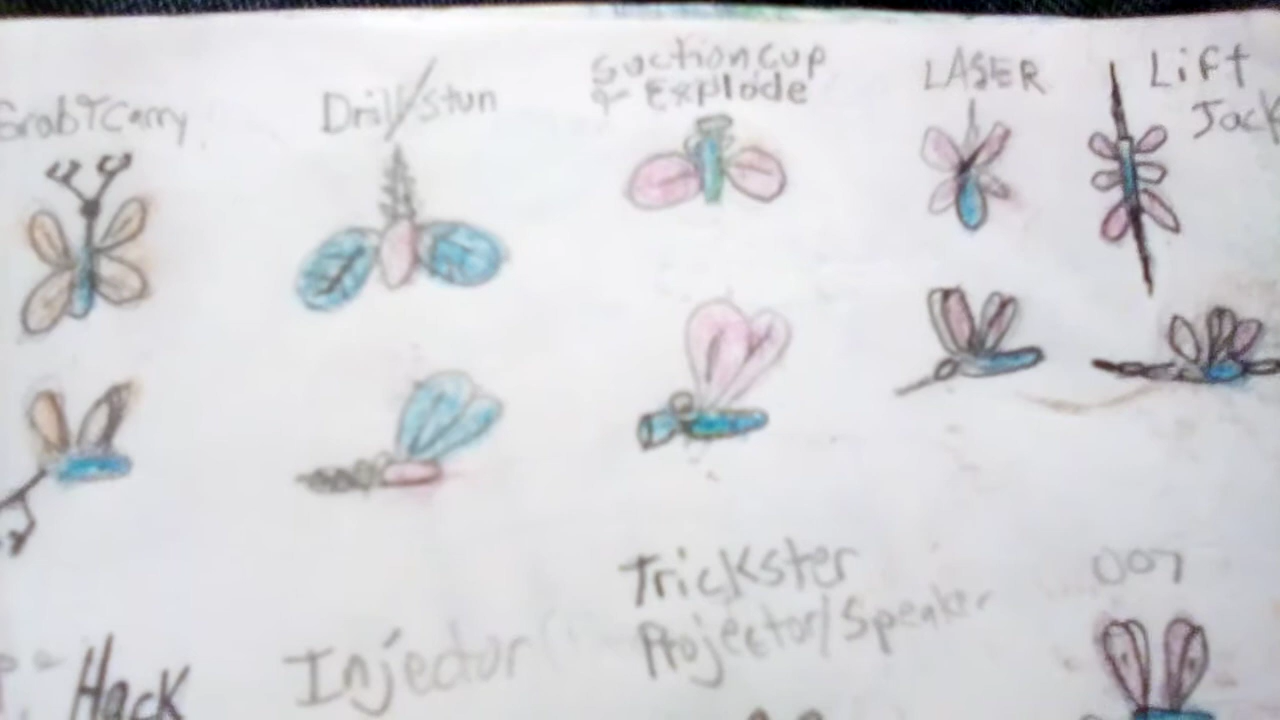 Grab & Carry
Drill/Stun
Suction Cup
& Explode
LASER
Lift
Jack
Hack
Injector
Trickster
Projector/Speaker
007